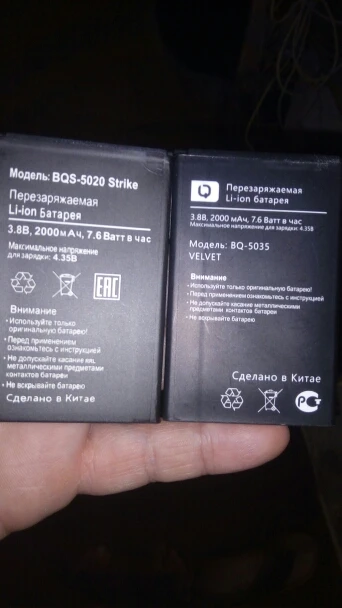 Модель: BQS-5020 Strike
Перезаряжаемая
Li-ion Батарея
3.8В, 2000мАч, 7.6 Ватт в час
Максимальное напряжение
для зарядки: 4.35В
EAC
Внимание
• Используйте только
оригинальную батарею!
• Перед применением
ознакомьтесь с инструкцией
• Не допускайте касание
металлическими предметами
контактов батареи
• Не вскрывайте батарею
Сделано в Китае
Перезаряжаемая
Li-ion батарея
3.8В, 2000 мАч, 7.6 Ватт в час
Максимальное напряжение для зарядки: 4.35В
Модель: BQ-5035
VELVET
Внимание
• Используйте только оригинальную батарею!
• Перед применением ознакомьтесь с инструкцией
• Не допускайте касание металлическими
предметами контактов батареи
• Не вскрывайте батарею
Сделано в Китае